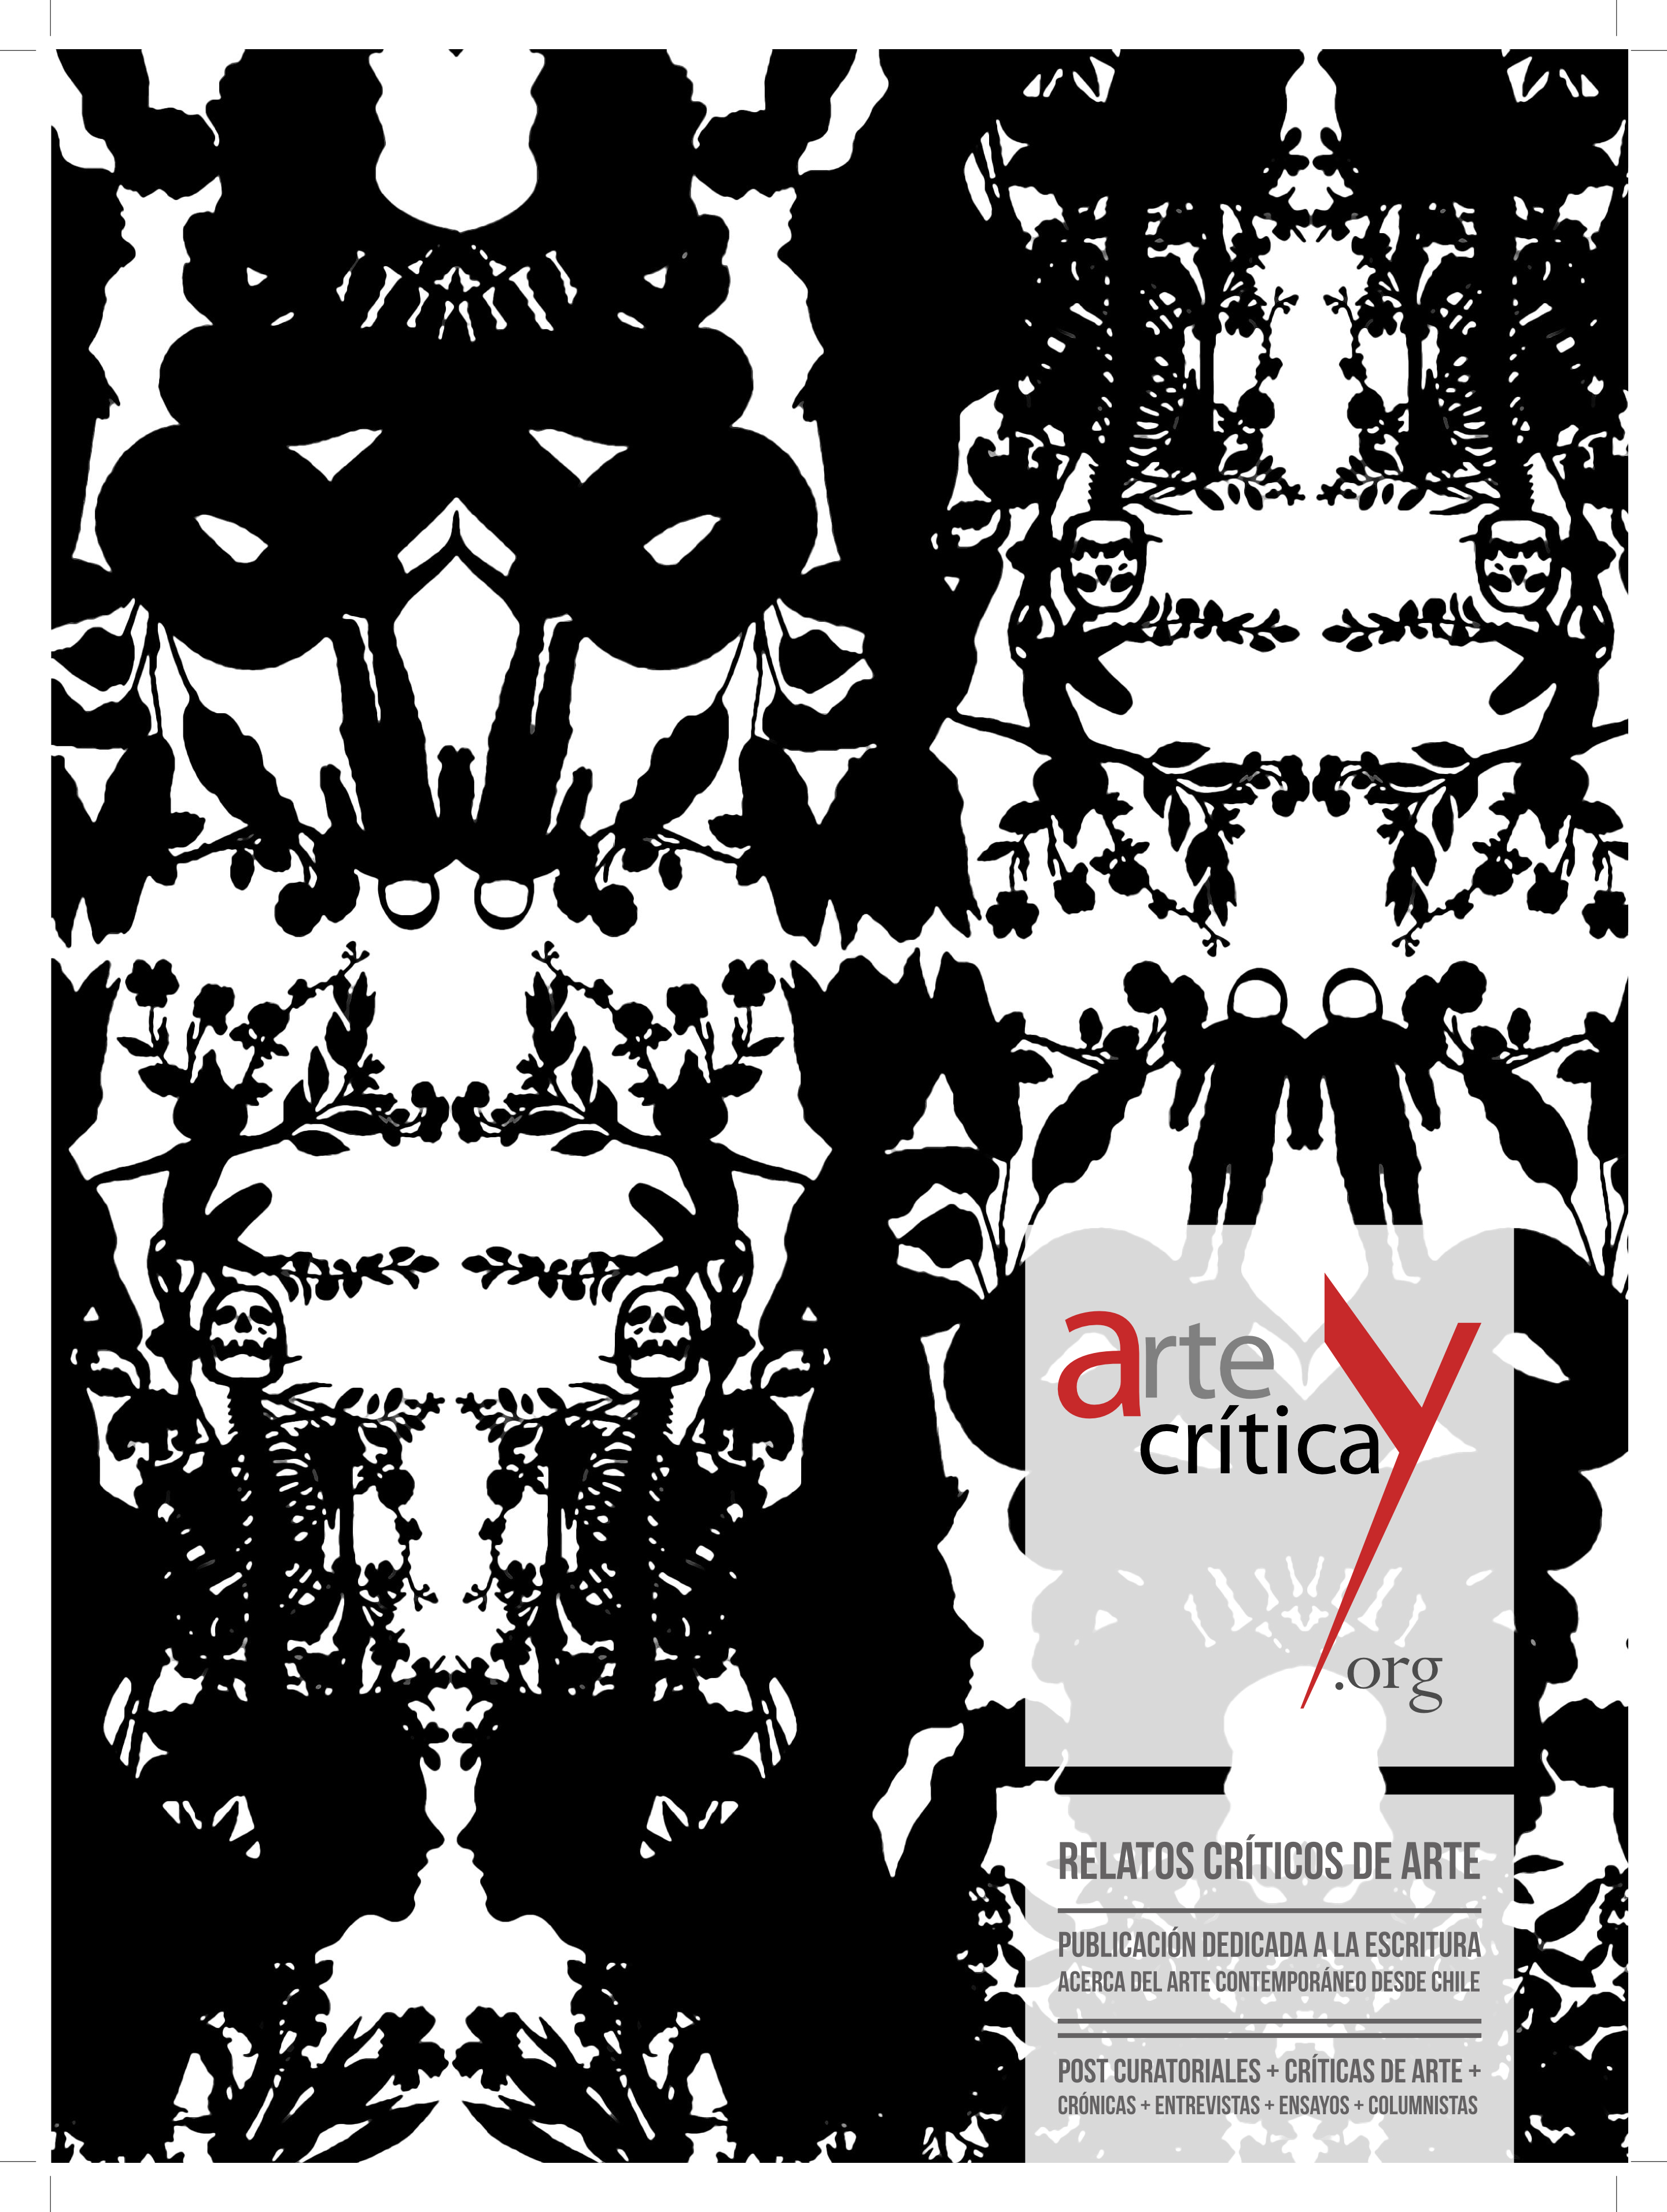 arte y
crítica
.org
RELATOS CRÍTICOS DE ARTE
PUBLICACIÓN DEDICADA A LA ESCRITURA
ACERCA DEL ARTE CONTEMPORÁNEO DESDE CHILE
POST CURATORIALES + CRÍTICAS DE ARTE +
CRÓNICAS + ENTREVISTAS + ENSAYOS + COLUMNISTAS